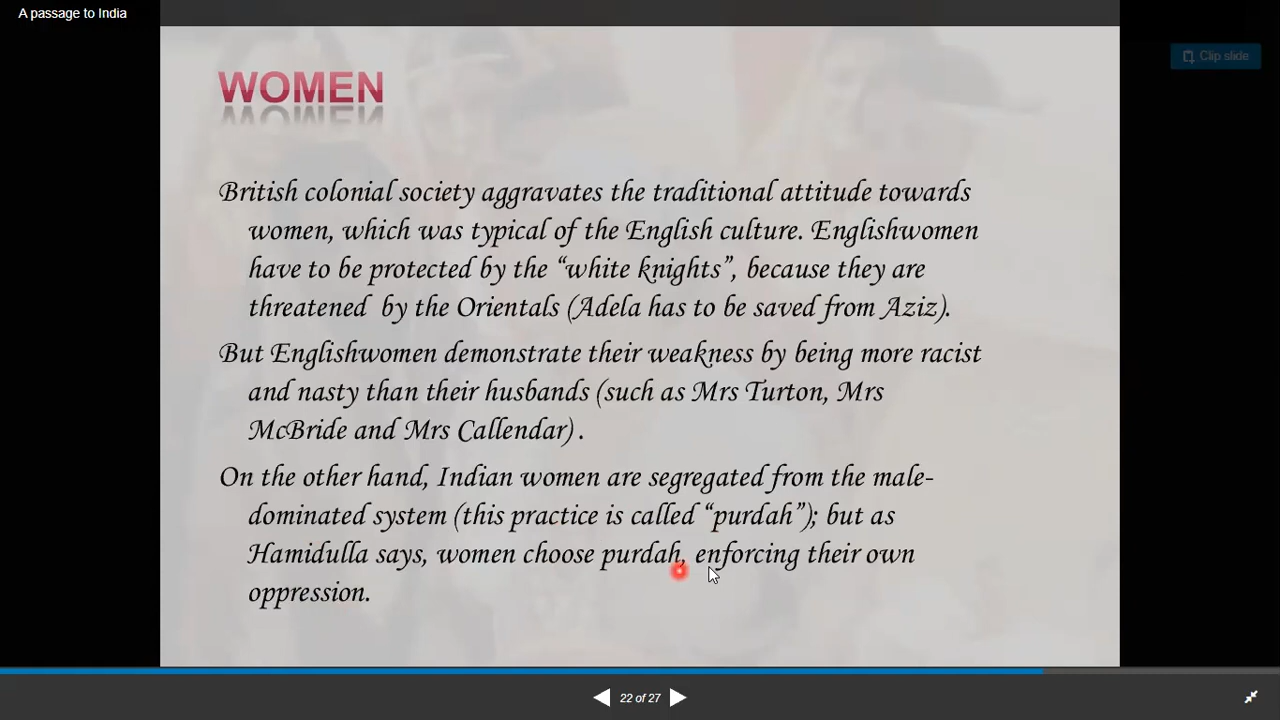 A passage to India
Clip slide
WOMEN
British colonial society aggravates the traditional attitude towards
women, which was typical of the English culture. Englishwomen
have to be protected by the “white knights”, because they are
threatened by the Orientals (Adela has to be saved from Aziz).
But Englishwomen demonstrate their weakness by being more racist
and nasty than their husbands (such as Mrs Turton, Mrs
McBride and Mrs Callendar) .
On the other hand, Indian women are segregated from the male-
dominated system (this practice is called “purdah”); but as
Hamidulla says, women choose purdah, enforcing their own
oppression.
22 of 27